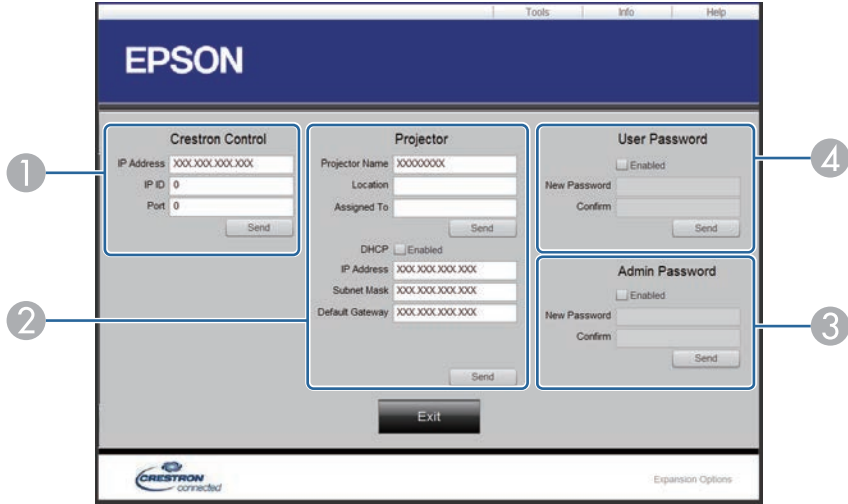 Tools Info Help
EPSON
1
Crestron Control
IP Address XXX.XXX.XXX.XXX
IP ID 0
Port 0
Send
2
Projector
Projector Name XXXXXXXX
Location
Assigned To
Send
DHCP Enabled
IP Address XXX.XXX.XXX.XXX
Subnet Mask XXX.XXX.XXX.XXX
Default Gateway XXX.XXX.XXX.XXX
Send
4
User Password
Enabled
New Password
Confirm
Send
3
Admin Password
Enabled
New Password
Confirm
Send
Exit
CRESTRON
connected
Expansion Options